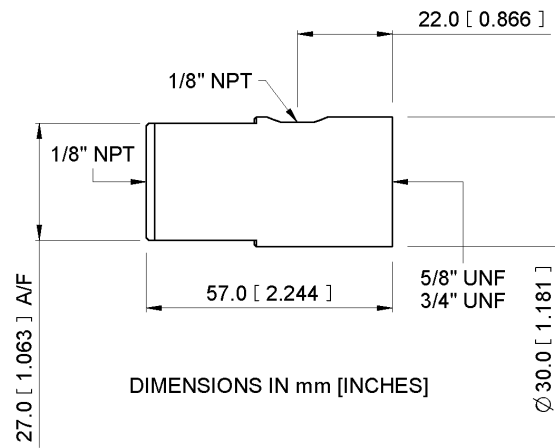 22.0 [ 0.866 ]
1/8" NPT
1/8" NPT
5/8" UNF
3/4" UNF
57.0 [ 2.244 ]
27.0 [ 1.063 ] A/F
Ø 30.0 [ 1.181 ]
DIMENSIONS IN mm [INCHES]